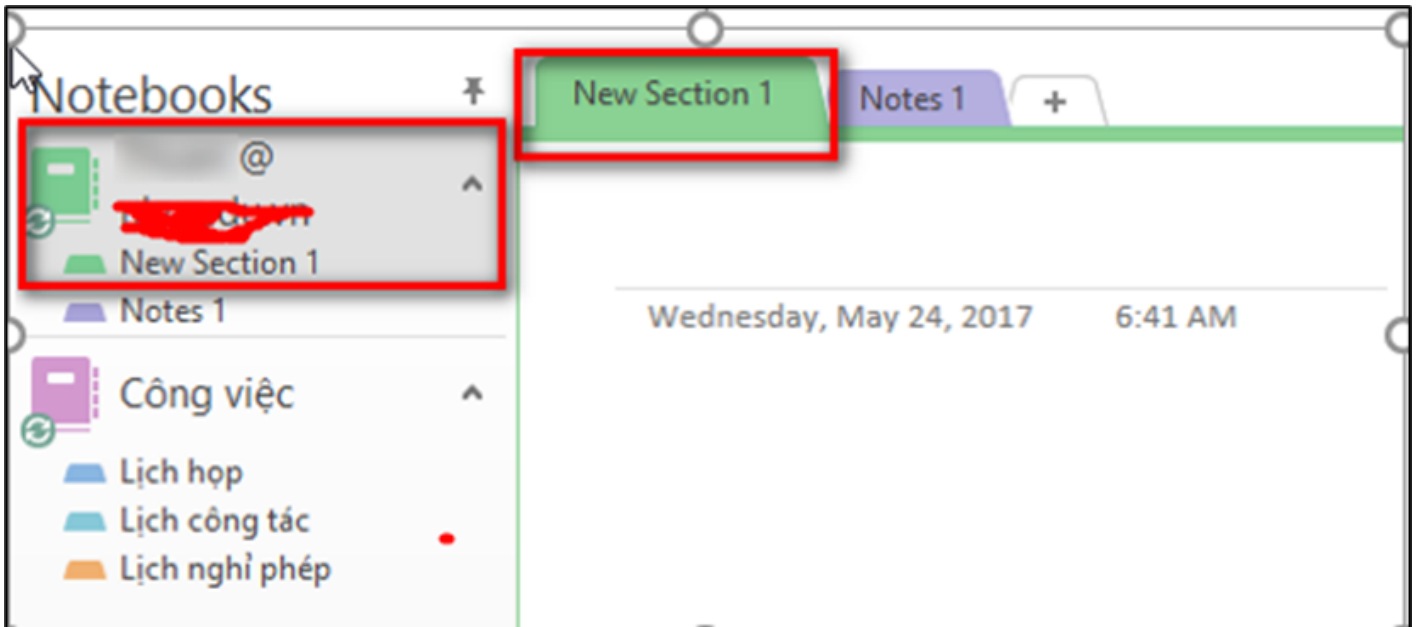 Notebooks
@
New Section 1
Notes 1
Công việc
Lịch họp
Lịch công tác
Lịch nghỉ phép
New Section 1
Notes 1
+
Wednesday, May 24, 2017 6:41 AM